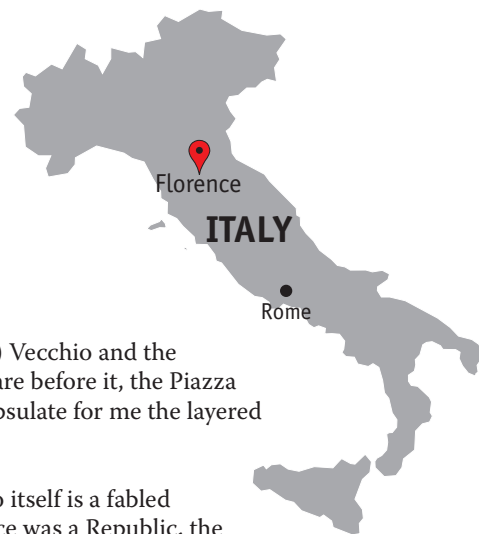 Florence
ITALY
Rome
) Vecchio and the
are before it, the Piazza
psulate for me the layered
o itself is a fabled
ce was a Republic, the